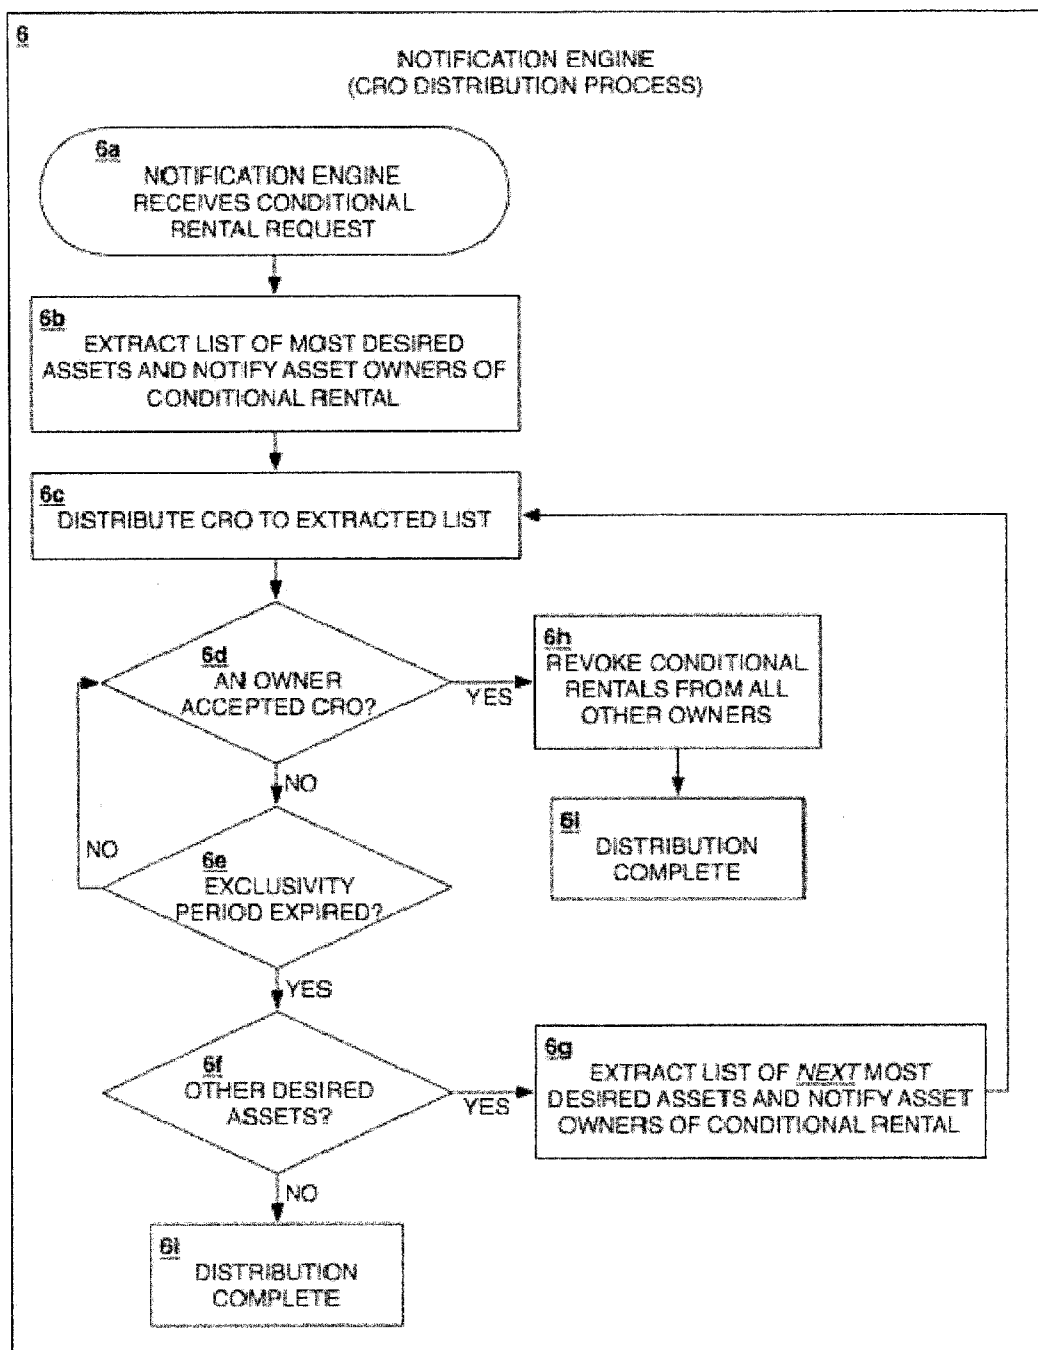 6
NOTIFICATION ENGINE
(CRO DISTRIBUTION PROCESS)
6a
NOTIFICATION ENGINE
RECEIVES CONDITIONAL
RENTAL REQUEST
6b
EXTRACT LIST OF MOST DESIRED
ASSETS AND NOTIFY ASSET OWNERS OF
CONDITIONAL RENTAL
6c
DISTRIBUTE CRO TO EXTRACTED LIST
6d
AN OWNER
ACCEPTED CRO?
YES
6h
REVOKE CONDITIONAL
RENTALS FROM ALL
OTHER OWNERS
NO
6i
DISTRIBUTION
COMPLETE
NO
6e
EXCLUSIVITY
PERIOD EXPIRED?
YES
6f
OTHER DESIRED
ASSETS?
YES
6g
EXTRACT LIST OF NEXT MOST
DESIRED ASSETS AND NOTIFY ASSET
OWNERS OF CONDITIONAL RENTAL
NO
6i
DISTRIBUTION
COMPLETE